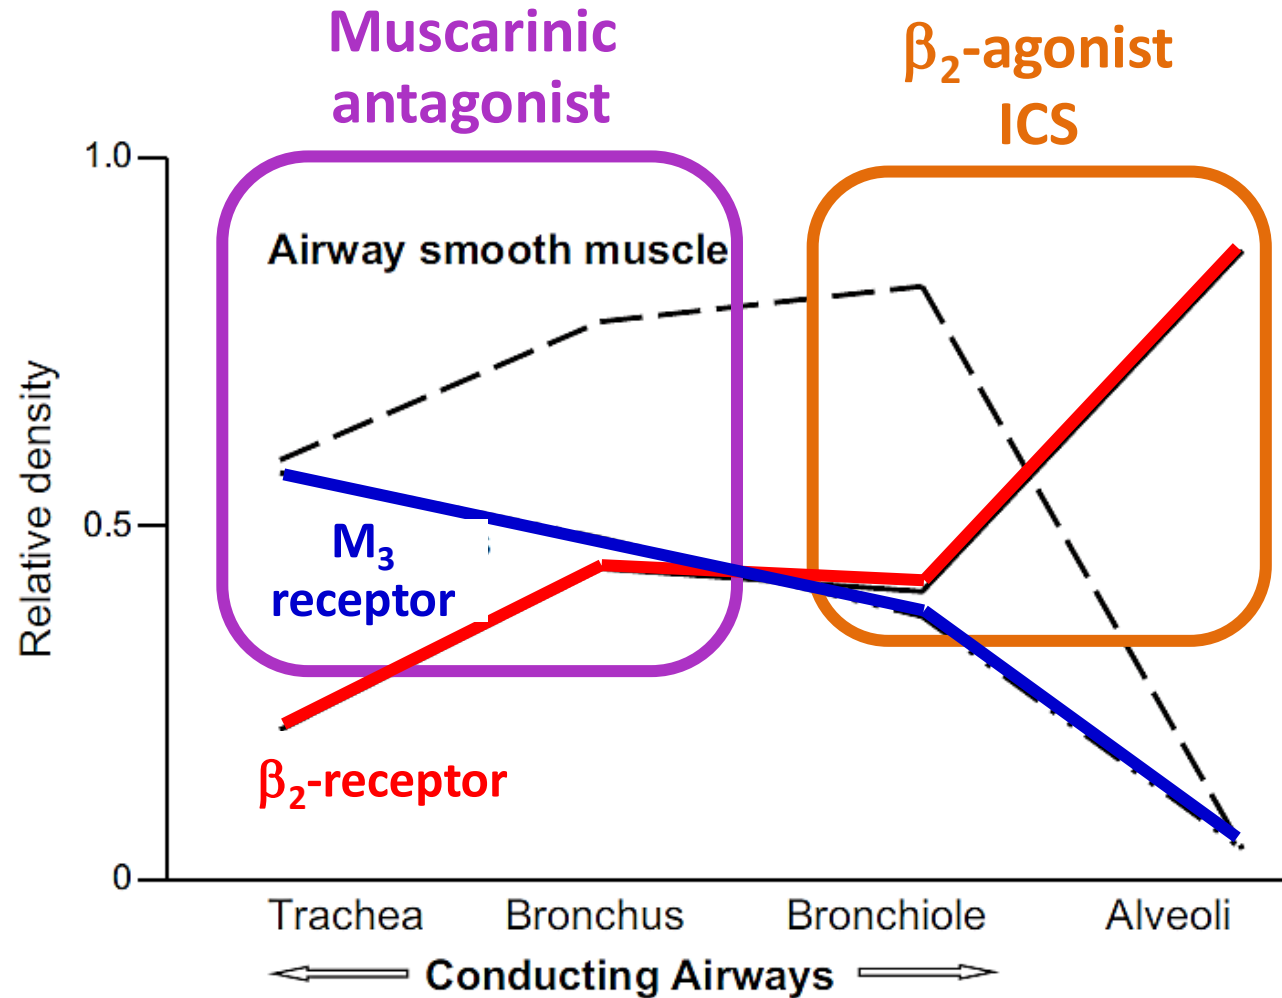 Muscarinic
antagonist
β₂-agonist
ICS
1.0
Airway smooth muscle
Relative density
0.5
M₃
receptor
β₂-receptor
0
Trachea
Bronchus
Bronchiole
Alveoli
Conducting Airways